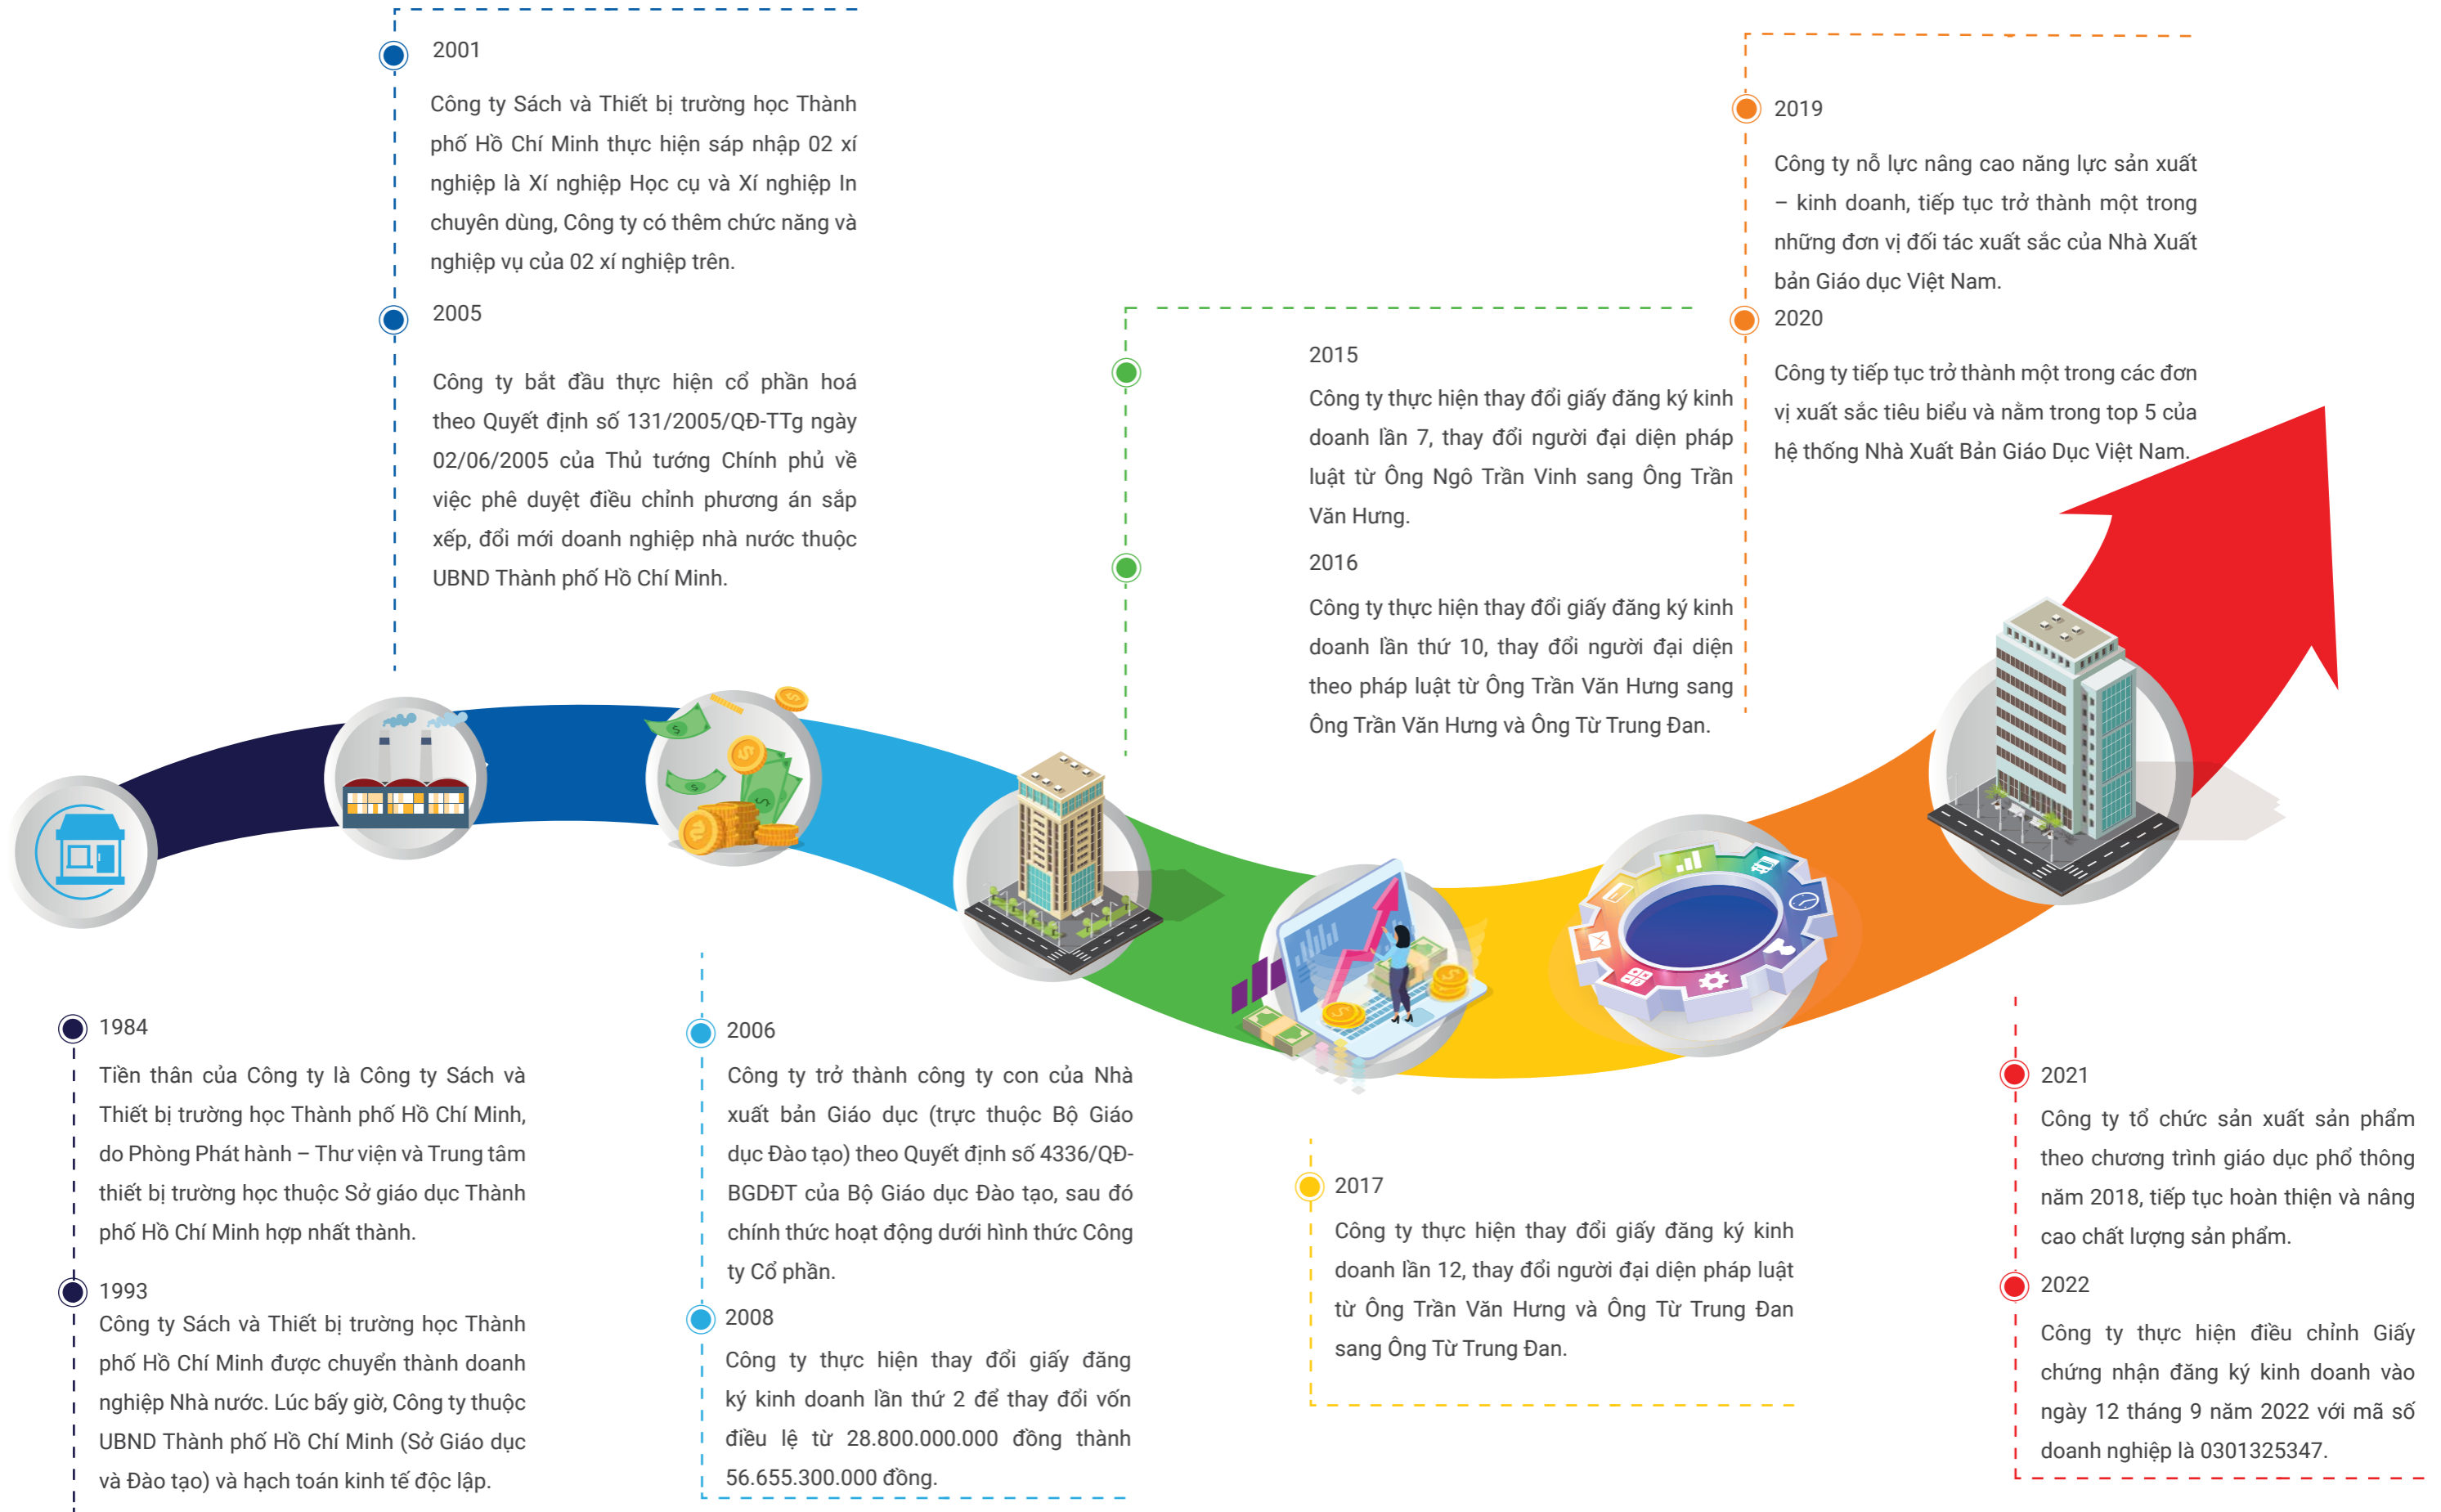 2001
Công ty Sách và Thiết bị trường học Thành
phố Hồ Chí Minh thực hiện sáp nhập 02 xí
nghiệp là Xí nghiệp Học cụ và Xí nghiệp In
chuyên dùng, Công ty có thêm chức năng và
nghiệp vụ của 02 xí nghiệp trên.
2005
Công ty bắt đầu thực hiện cổ phần hoá
theo Quyết định số 131/2005/QĐ-TTg ngày
02/06/2005 của Thủ tướng Chính phủ về
việc phê duyệt điều chỉnh phương án sắp
xếp, đổi mới doanh nghiệp nhà nước thuộc
UBND Thành phố Hồ Chí Minh.
2015
Công ty thực hiện thay đổi giấy đăng ký kinh
doanh lần 7, thay đổi người đại diện pháp
luật từ Ông Ngô Trần Vinh sang Ông Trần
Văn Hưng.
2016
Công ty thực hiện thay đổi giấy đăng ký kinh
doanh lần thứ 10, thay đổi người đại diện
theo pháp luật từ Ông Trần Văn Hưng sang
Ông Trần Văn Hưng và Ông Từ Trung Đan.
2019
Công ty nỗ lực nâng cao năng lực sản xuất
– kinh doanh, tiếp tục trở thành một trong
những đơn vị đối tác xuất sắc của Nhà Xuất
bản Giáo dục Việt Nam.
2020
Công ty tiếp tục trở thành một trong các đơn
vị xuất sắc tiêu biểu và nằm trong top 5 của
hệ thống Nhà Xuất Bản Giáo Dục Việt Nam.
1984
Tiền thân của Công ty là Công ty Sách và
Thiết bị trường học Thành phố Hồ Chí Minh,
do Phòng Phát hành – Thư viện và Trung tâm
thiết bị trường học thuộc Sở giáo dục Thành
phố Hồ Chí Minh hợp nhất thành.
1993
Công ty Sách và Thiết bị trường học Thành
phố Hồ Chí Minh được chuyển thành doanh
nghiệp Nhà nước. Lúc bấy giờ, Công ty thuộc
UBND Thành phố Hồ Chí Minh (Sở Giáo dục
và Đào tạo) và hạch toán kinh tế độc lập.
2006
Công ty trở thành công ty con của Nhà
xuất bản Giáo dục (trực thuộc Bộ Giáo
dục Đào tạo) theo Quyết định số 4336/QĐ-
BGDĐT của Bộ Giáo dục Đào tạo, sau đó
chính thức hoạt động dưới hình thức Công
ty Cổ phần.
2008
Công ty thực hiện thay đổi giấy đăng
ký kinh doanh lần thứ 2 để thay đổi vốn
điều lệ từ 28.800.000.000 đồng thành
56.655.300.000 đồng.
2017
Công ty thực hiện thay đổi giấy đăng ký kinh
doanh lần 12, thay đổi người đại diện pháp luật
từ Ông Trần Văn Hưng và Ông Từ Trung Đan
sang Ông Từ Trung Đan.
2021
Công ty tổ chức sản xuất sản phẩm
theo chương trình giáo dục phổ thông
năm 2018, tiếp tục hoàn thiện và nâng
cao chất lượng sản phẩm.
2022
Công ty thực hiện điều chỉnh Giấy
chứng nhận đăng ký kinh doanh vào
ngày 12 tháng 9 năm 2022 với mã số
doanh nghiệp là 0301325347.